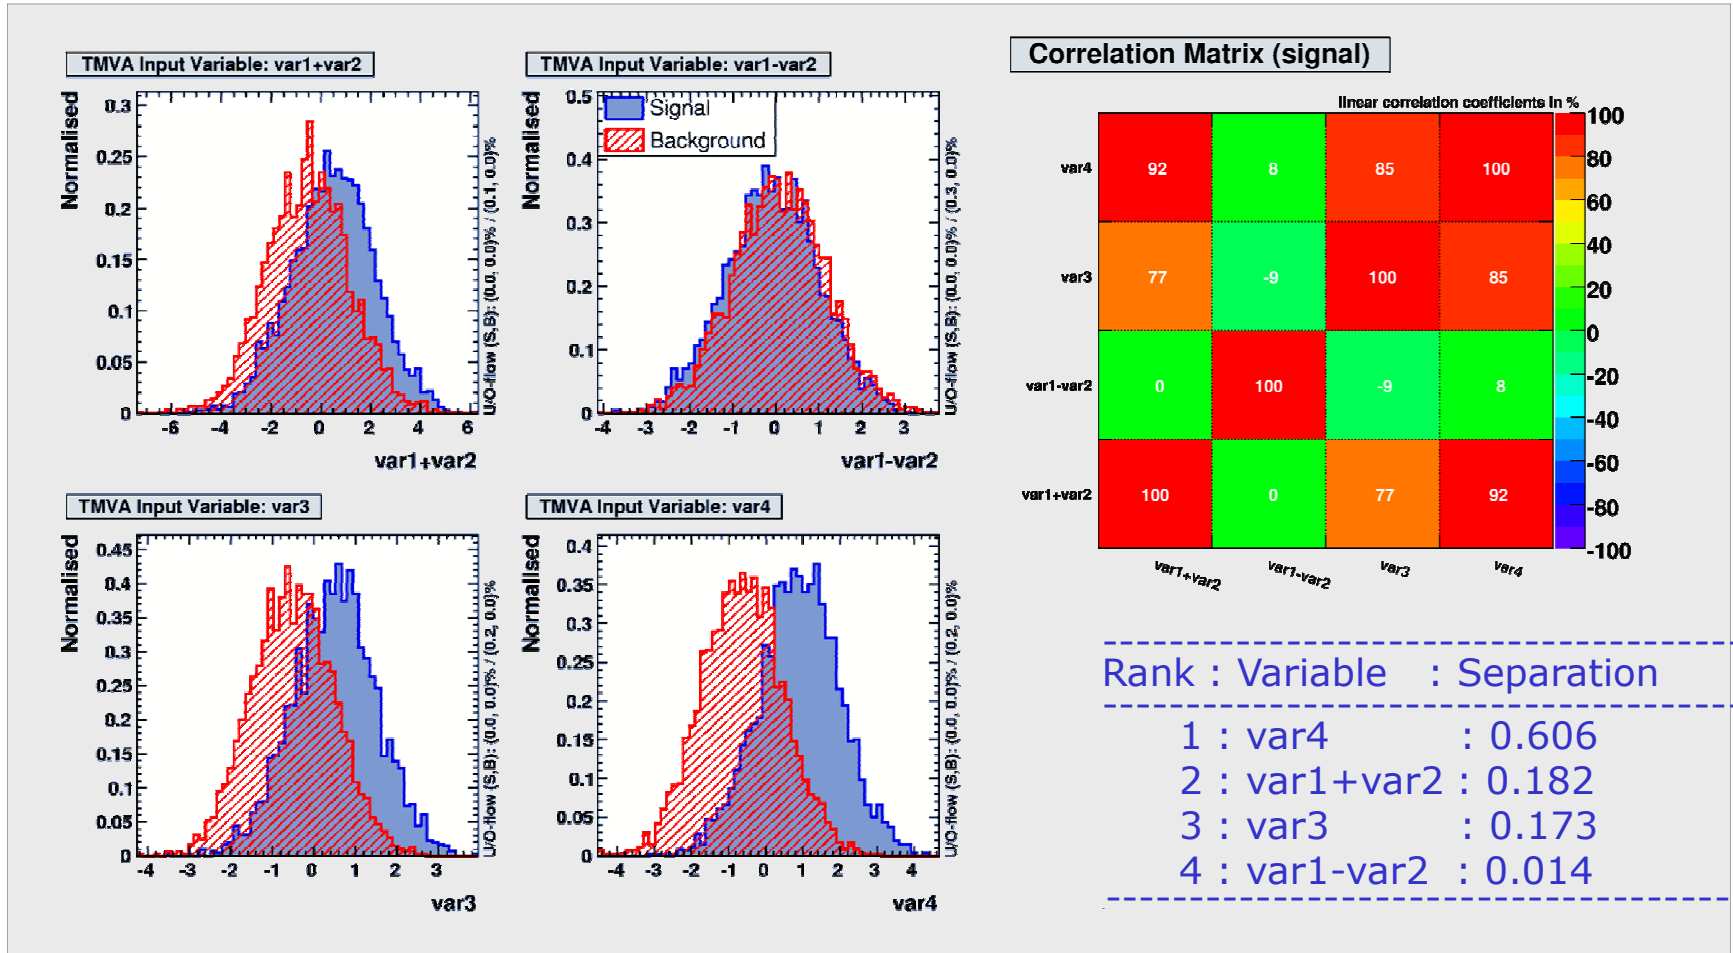 TMVA Input Variable: var1+var2
Normalised
0.3
0.25
0.2
0.15
0.1
0.05
0
-6 -4 -2 0 2 4 6
var1+var2
U/O-flow (S,B): (0.0, 0.0)% / (0.1, 0.0)%
TMVA Input Variable: var1-var2
Normalised
Signal
Background
0.5
0.4
0.3
0.2
0.1
0
-4 -3 -2 -1 0 1 2 3
var1-var2
U/O-flow (S,B): (0.0, 0.0)% / (0.3, 0.0)%
TMVA Input Variable: var3
Normalised
0.45
0.4
0.35
0.3
0.25
0.2
0.15
0.1
0.05
0
-4 -3 -2 -1 0 1 2 3
var3
U/O-flow (S,B): (0.0, 0.0)% / (0.2, 0.0)%
TMVA Input Variable: var4
Normalised
0.4
0.35
0.3
0.25
0.2
0.15
0.1
0.05
0
-4 -3 -2 -1 0 1 2 3 4
var4
U/O-flow (S,B): (0.0, 0.0)% / (0.2, 0.0)%
Correlation Matrix (signal)
linear correlation coefficients in %
var4 92 8 85 100
var3 77 -9 100 85
var1-var2 0 100 -9 8
var1+var2 100 0 77 92
var1+var2 var1-var2 var3 var4
100
80
60
40
20
0
-20
-40
-60
-80
-100
Rank : Variable : Separation
1 : var4 : 0.606
2 : var1+var2 : 0.182
3 : var3 : 0.173
4 : var1-var2 : 0.014